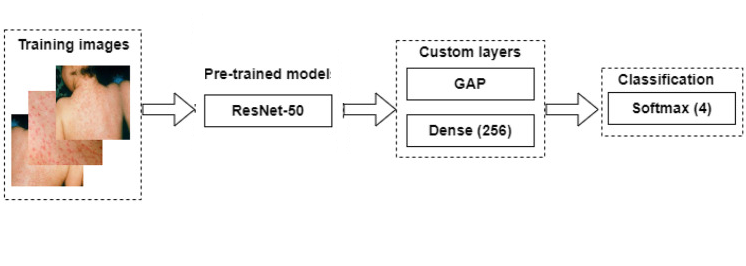 Training images
Pre-trained model
ResNet-50
Custom layers
GAP
Dense (256)
Classification
Softmax (4)